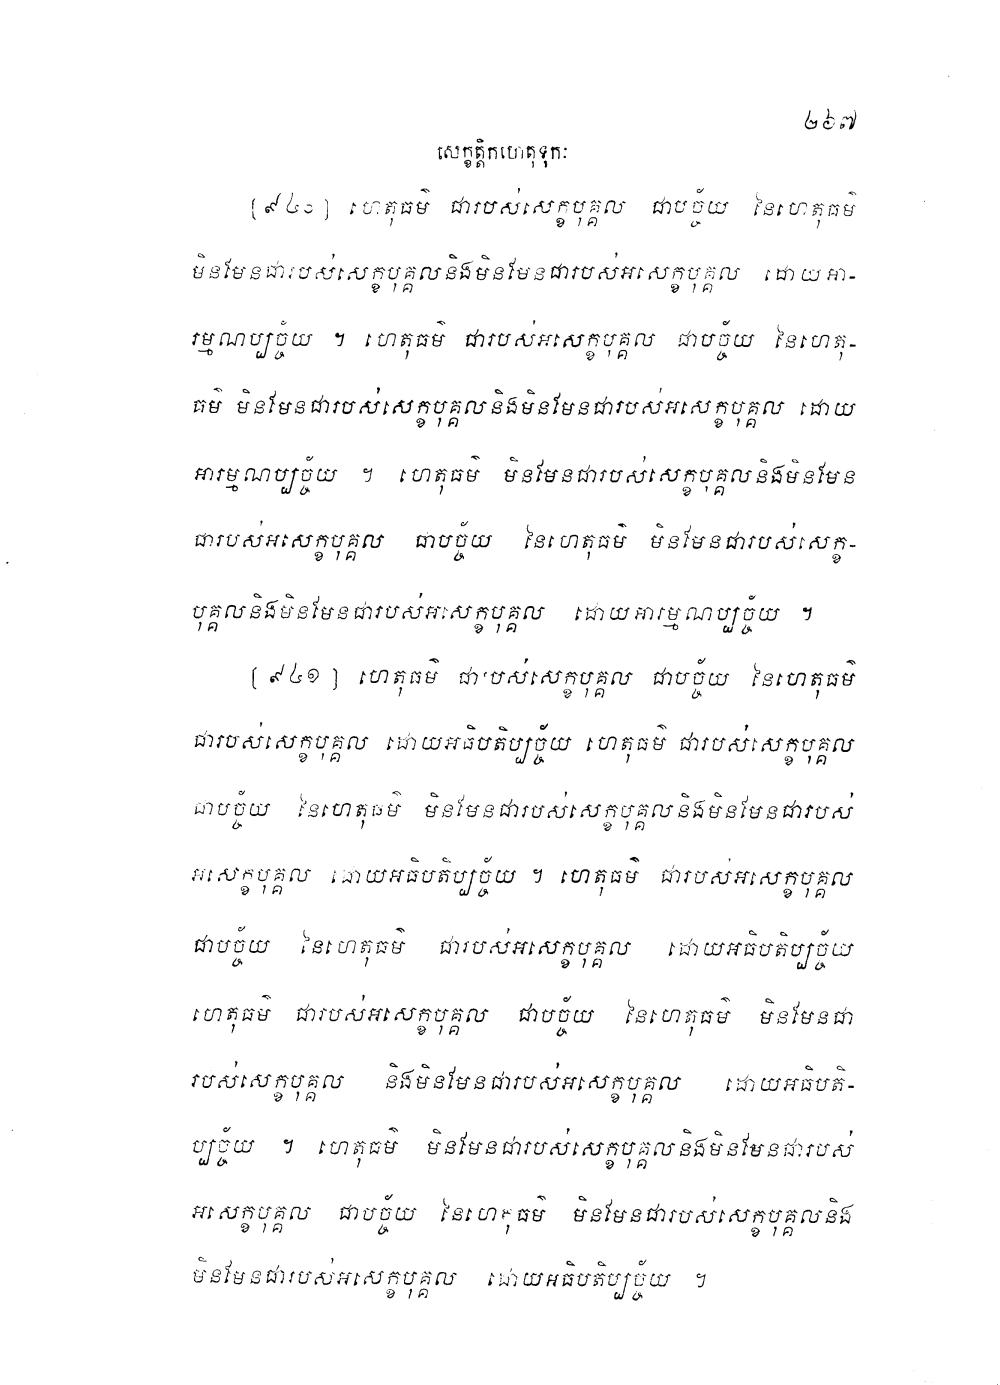 ២៦៧
សេក្ខត្តិកហេតុទុកៈ
[៩៤០] ហេតុធម៌ ជារបស់សេក្ខបុគ្គល ជាបច្ច័យ នៃហេតុធម៌
មិនមែនជារបស់សេក្ខបុគ្គលនិងមិនមែនជារបស់អសេក្ខបុគ្គល ដោយអា-
រម្មណប្បច្ច័យ ។ ហេតុធម៌ ជារបស់អសេក្ខបុគ្គល ជាបច្ច័យ នៃហេតុ-
ធម៌ មិនមែនជារបស់សេក្ខបុគ្គលនិងមិនមែនជារបស់អសេក្ខបុគ្គល ដោយ
អារម្មណប្បច្ច័យ ។ ហេតុធម៌ មិនមែនជារបស់សេក្ខបុគ្គលនិងមិនមែន
ជារបស់អសេក្ខបុគ្គល ជាបច្ច័យ នៃហេតុធម៌ មិនមែនជារបស់សេក្ខ-
បុគ្គលនិងមិនមែនជារបស់អសេក្ខបុគ្គល ដោយអារម្មណប្បច្ច័យ ។
[៩៤១] ហេតុធម៌ ជារបស់សេក្ខបុគ្គល ជាបច្ច័យ នៃហេតុធម៌
ជារបស់សេក្ខបុគ្គល ដោយអធិបតិប្បច្ច័យ ហេតុធម៌ ជារបស់សេក្ខបុគ្គល
ជាបច្ច័យ នៃហេតុធម៌ មិនមែនជារបស់សេក្ខបុគ្គលនិងមិនមែនជារបស់
អសេក្ខបុគ្គល ដោយអធិបតិប្បច្ច័យ ។ ហេតុធម៌ ជារបស់អសេក្ខបុគ្គល
ជាបច្ច័យ នៃហេតុធម៌ ជារបស់អសេក្ខបុគ្គល ដោយអធិបតិប្បច្ច័យ
ហេតុធម៌ ជារបស់អសេក្ខបុគ្គល ជាបច្ច័យ នៃហេតុធម៌ មិនមែនជា
របស់សេក្ខបុគ្គល និងមិនមែនជារបស់អសេក្ខបុគ្គល ដោយអធិបតិ-
ប្បច្ច័យ ។ ហេតុធម៌ មិនមែនជារបស់សេក្ខបុគ្គលនិងមិនមែនជារបស់
អសេក្ខបុគ្គល ជាបច្ច័យ នៃហេតុធម៌ មិនមែនជារបស់សេក្ខបុគ្គលនិង
មិនមែនជារបស់អសេក្ខបុគ្គល ដោយអធិបតិប្បច្ច័យ ។